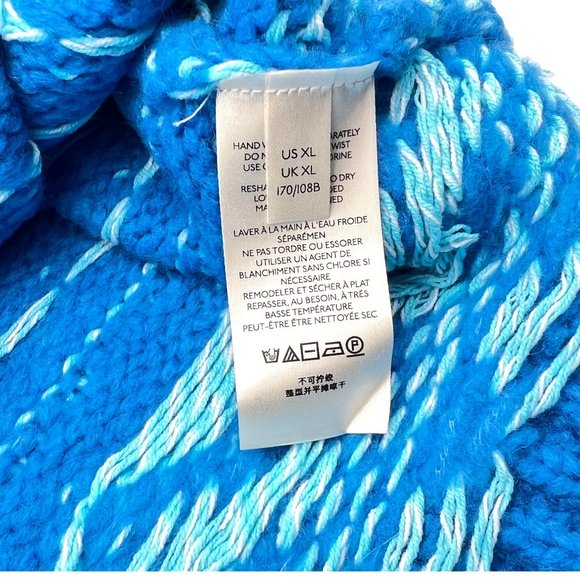 HAND W
ARATELY
DO N
TWIST
USE C
ORINE
RESHA
O DRY
LO
MA
US XL
UK XL
170/108B
LAVER À LA MAIN À L'EAU FROIDE
SÉPARÉMEN
NE PAS TORDRE OU ESSORER
UTILISER UN AGENT DE
BLANCHIMENT SANS CHLORE SI
NÉCESSAIRE
REMODELER ET SÉCHER À PLAT
REPASSER, AU BESOIN, À TRÈS
BASSE TEMPÉRATURE
PEUT-ÊTRE ÊTRE NETTOYÉE SEC
P
不可拧绞
整型并平摊晾干